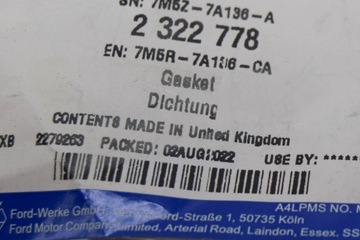 SN: 7M5Z-7A136-A
2 322 778
EN: 7M5R-7A136-CA
Gasket
Dichtung
CONTENTS MADE IN United Kingdom
XB 2279263 PACKED: 02AUG2022 USE BY: *****
A4LPMS NO. M
Ford-Werke GmbH, Ford-Straße 1, 50735 Köln
Ford Motor Company Limited, Arterial Road, Laindon, Essex. SS